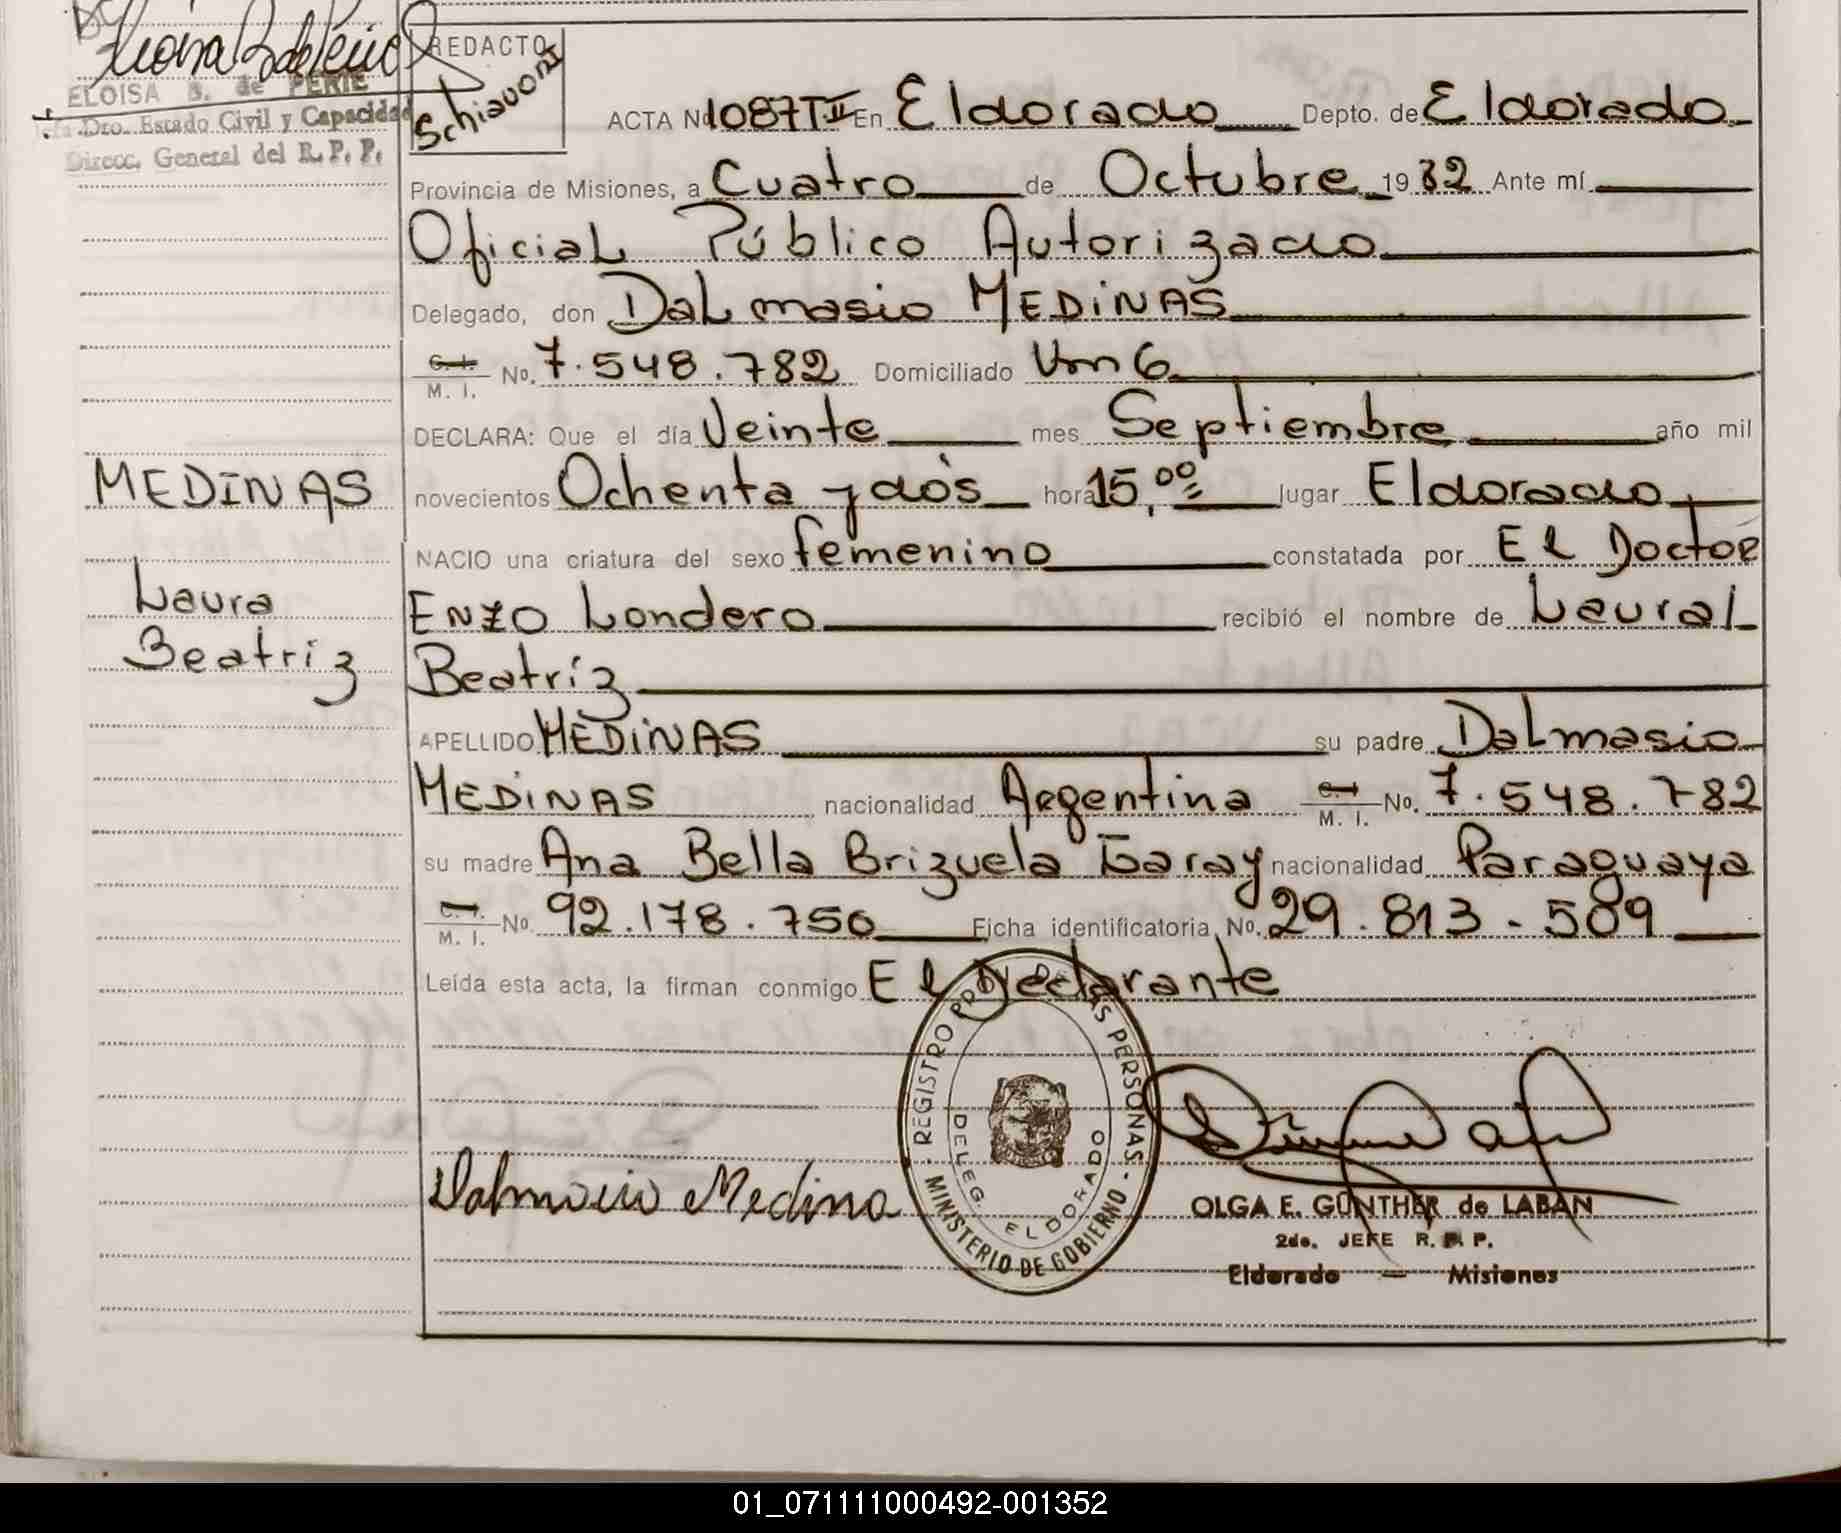 ELOISA B. de PERIE
Dro. Estado Civil y Capacidad
Direcc. General del R. P. P.
REDACTO
Schiavoni
ACTA No 1087 T II En Eldorado Depto. de Eldorado
Provincia de Misiones, a Cuatro de Octubre 19 82 Ante mí
Oficial Público Autorizado
Delegado, don Dalmasio MEDINAS
C. I.
M. I. No. 7.548.782 Domiciliado Km 6
DECLARA: Que el día Veinte mes Septiembre año mil
MEDINAS
novecientos Ochenta y dós hora 15,00 lugar Eldorado
NACIO una criatura del sexo femenino constatada por El Doctor
Laura
Enzo Londero recibió el nombre de Laura
Beatriz
Beatríz
APELLIDO MEDINAS su padre Dalmasio
MEDINAS nacionalidad Argentina C. I. M. I. No. 7.548.782
su madre Ana Bella Brizuela Garay nacionalidad Paraguaya
C. I.
M. I. No. 92.178.750 Ficha identificatoria No. 29.813.509
Leída esta acta, la firman conmigo El Declarante
REGISTRO PROV. DE LAS PERSONAS - MINISTERIO DE GOBIERNO -
DELEG. ELDORADO
Dalmacio Medina
OLGA E. GÜNTHER de LABAN
2do. JEFE R. P. P.
Eldorado — Misiones
01_071111000492-001352